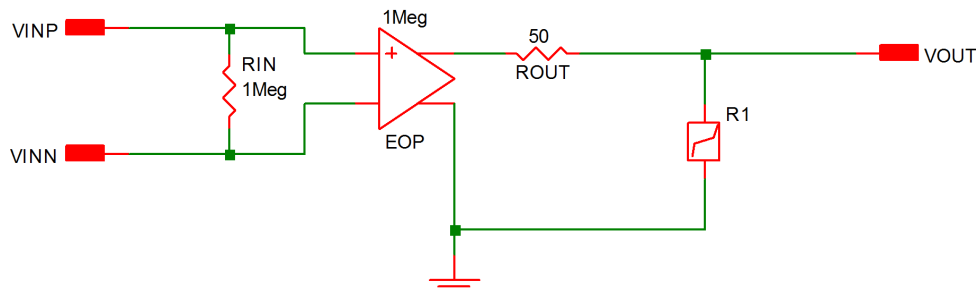 VINP
RIN
1Meg
VINN
1Meg
+
EOP
50
ROUT
R1
VOUT